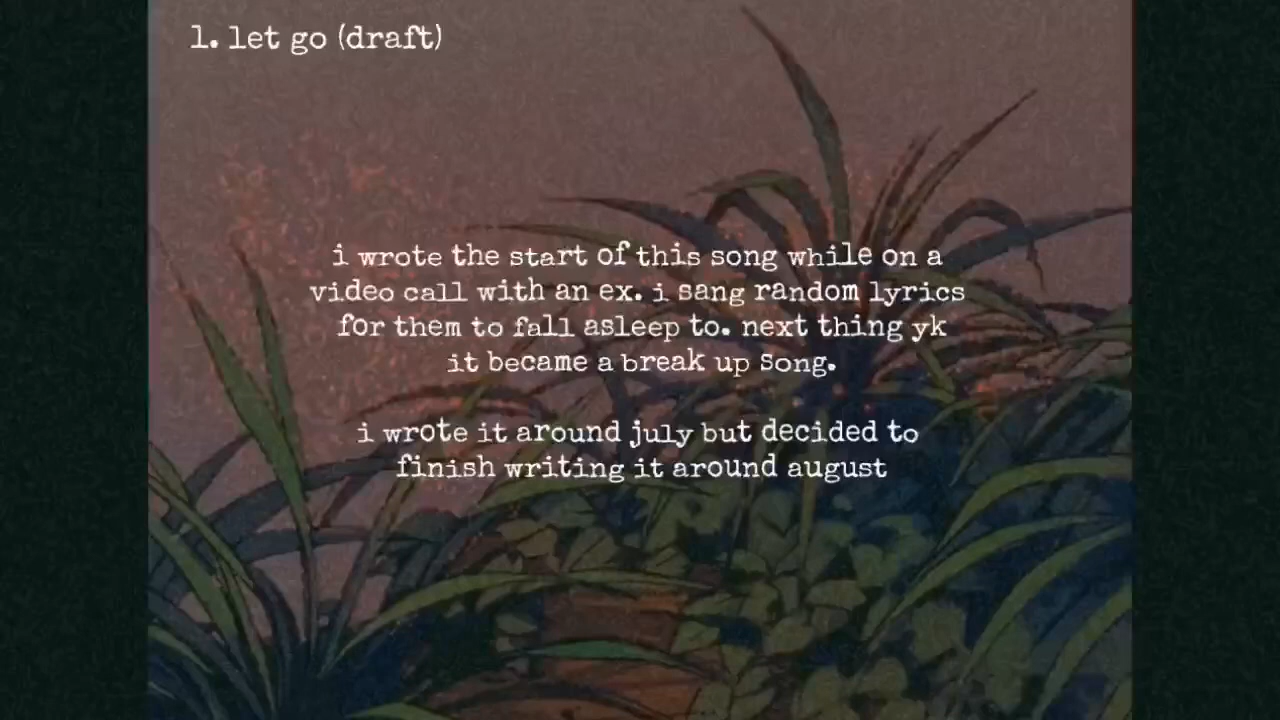 1. let go (draft)
i wrote the start of this song while on a
video call with an ex. i sang random lyrics
for them to fall asleep to. next thing yk
it became a break up song.
i wrote it around july but decided to
finish writing it around august